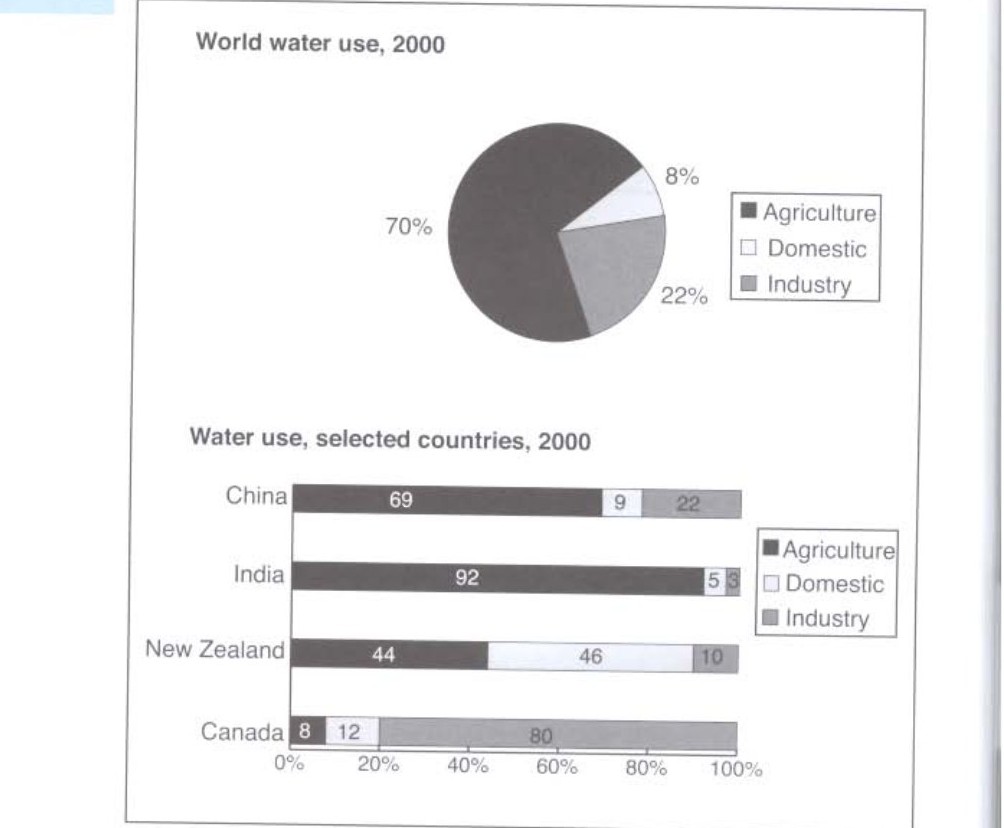 World water use, 2000
8%
70%
22%
Agriculture
Domestic
Industry
Water use, selected countries, 2000
China 69 9 22
India 92 5 3
New Zealand 44 46 10
Canada 8 12 80
0% 20% 40% 60% 80% 100%
Agriculture
Domestic
Industry